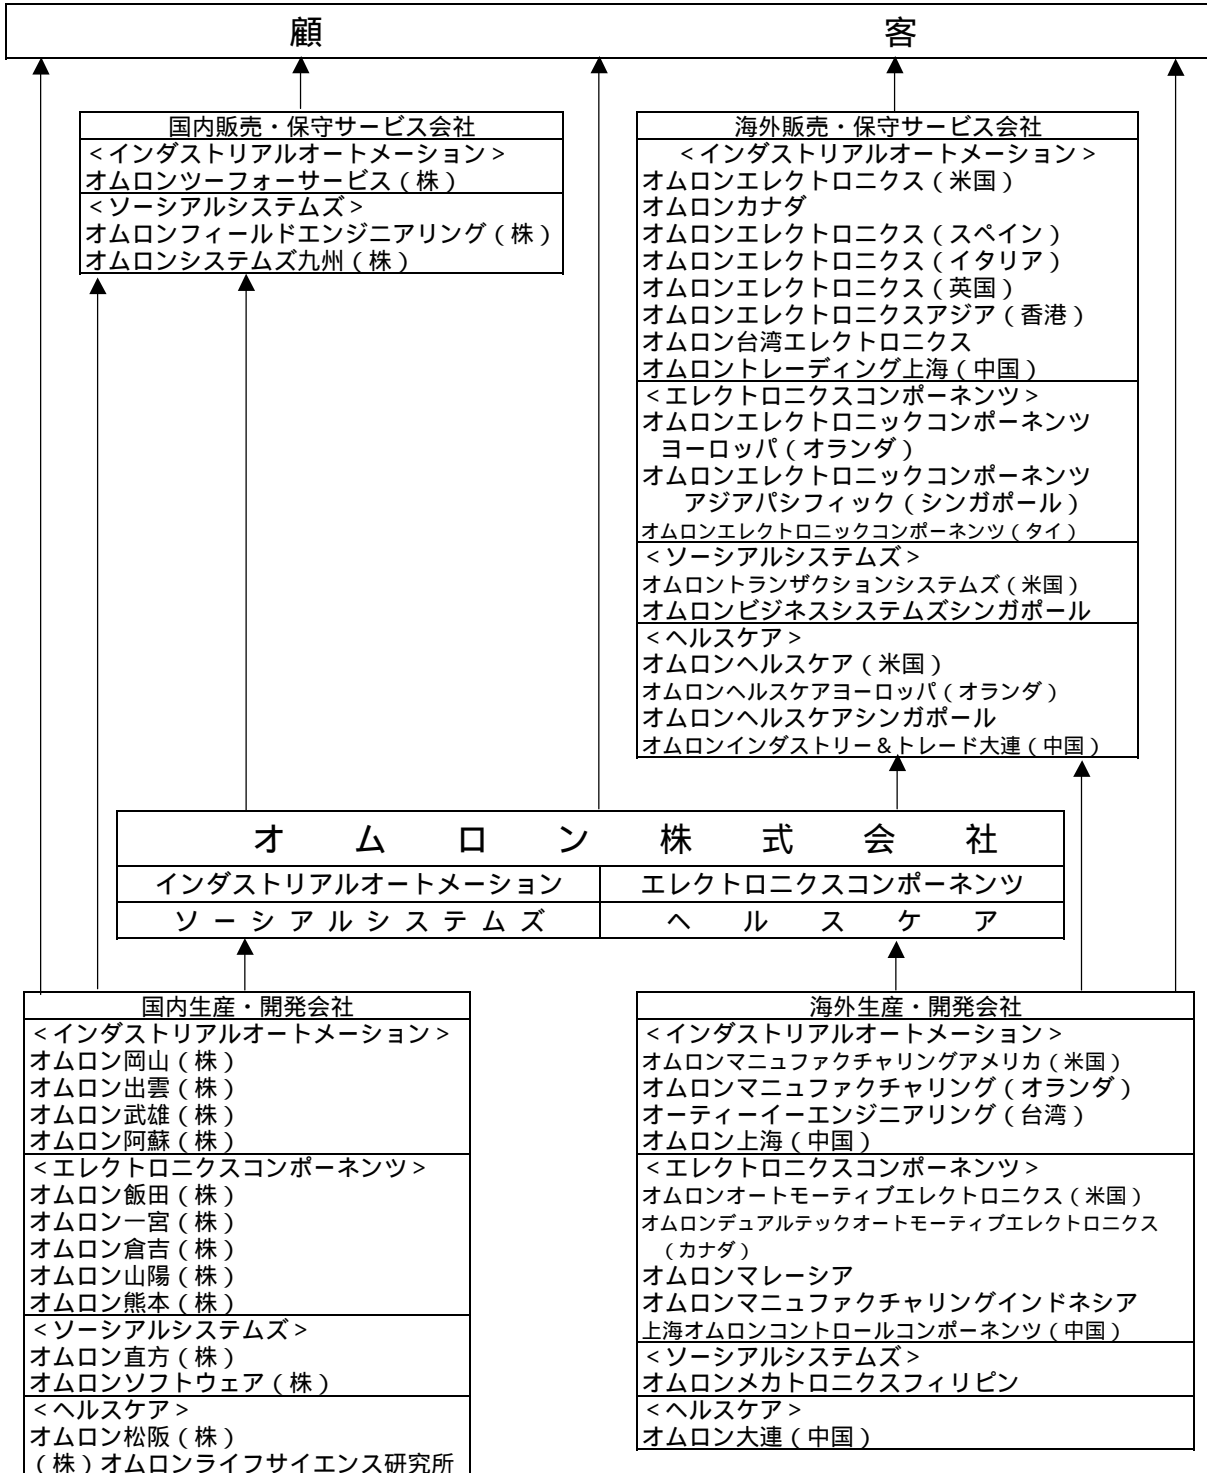 顧客
国内販売・保守サービス会社
<インダストリアルオートメーション>
オムロンツーフォーサービス(株)
<ソーシアルシステムズ>
オムロンフィールドエンジニアリング(株)
オムロンシステムズ九州(株)
海外販売・保守サービス会社
<インダストリアルオートメーション>
オムロンエレクトロニクス(米国)
オムロンカナダ
オムロンエレクトロニクス(スペイン)
オムロンエレクトロニクス(イタリア)
オムロンエレクトロニクス(英国)
オムロンエレクトロニクスアジア(香港)
オムロン台湾エレクトロニクス
オムロントレーディング上海(中国)
<エレクトロニクスコンポーネンツ>
オムロンエレクトロニックコンポーネンツ
ヨーロッパ(オランダ)
オムロンエレクトロニックコンポーネンツ
アジアパシフィック(シンガポール)
オムロンエレクトロニックコンポーネンツ(タイ)
<ソーシアルシステムズ>
オムロントランザクションシステムズ(米国)
オムロンビジネスシステムズシンガポール
<ヘルスケア>
オムロンヘルスケア(米国)
オムロンヘルスケアヨーロッパ(オランダ)
オムロンヘルスケアシンガポール
オムロンインダストリー&トレード大連(中国)
オムロン株式会社
インダストリアルオートメーション
エレクトロニクスコンポーネンツ
ソーシアルシステムズ
ヘルスケア
国内生産・開発会社
<インダストリアルオートメーション>
オムロン岡山(株)
オムロン出雲(株)
オムロン武雄(株)
オムロン阿蘇(株)
<エレクトロニクスコンポーネンツ>
オムロン飯田(株)
オムロン一宮(株)
オムロン倉吉(株)
オムロン山陽(株)
オムロン熊本(株)
<ソーシアルシステムズ>
オムロン直方(株)
オムロンソフトウェア(株)
<ヘルスケア>
オムロン松阪(株)
(株)オムロンライフサイエンス研究所
海外生産・開発会社
<インダストリアルオートメーション>
オムロンマニュファクチャリングアメリカ(米国)
オムロンマニュファクチャリング(オランダ)
オーティーイーエンジニアリング(台湾)
オムロン上海(中国)
<エレクトロニクスコンポーネンツ>
オムロンオートモーティブエレクトロニクス(米国)
オムロンデュアルテックオートモーティブエレクトロニクス
(カナダ)
オムロンマレーシア
オムロンマニュファクチャリングインドネシア
上海オムロンコントロールコンポーネンツ(中国)
<ソーシアルシステムズ>
オムロンメカトロニクスフィリピン
<ヘルスケア>
オムロン大連(中国)